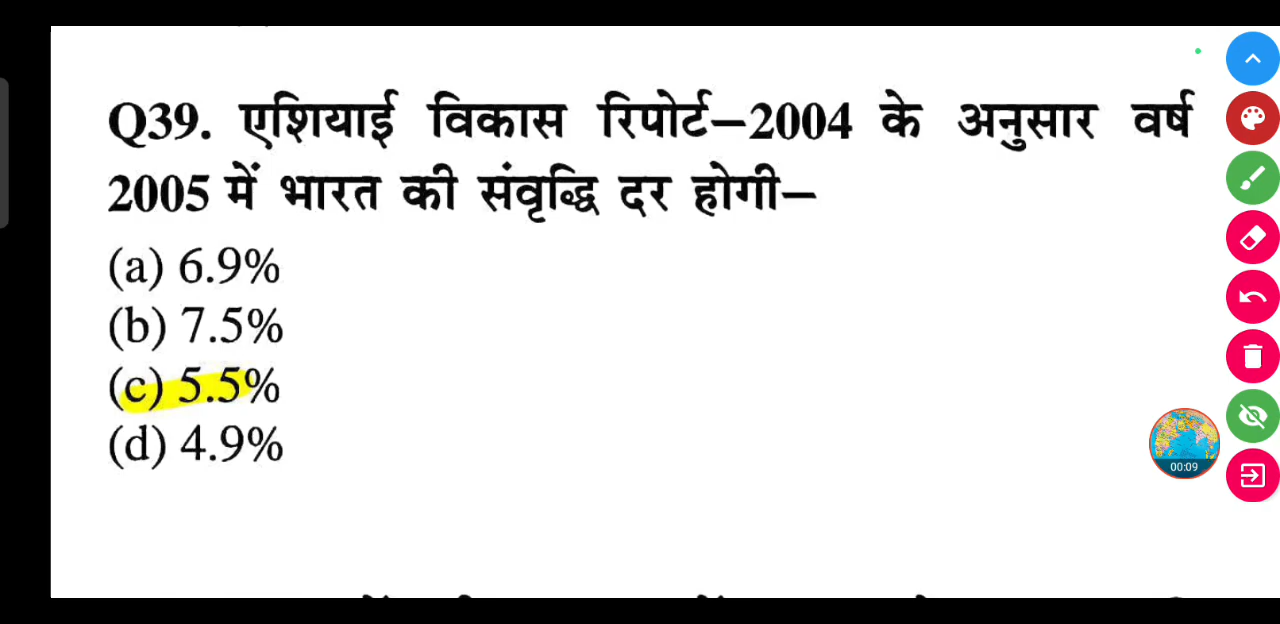 Q39. एशियाई विकास रिपोर्ट–2004 के अनुसार वर्ष
2005 में भारत की संवृद्धि दर होगी–
(a) 6.9%
(b) 7.5%
(c) 5.5%
(d) 4.9%
00:09